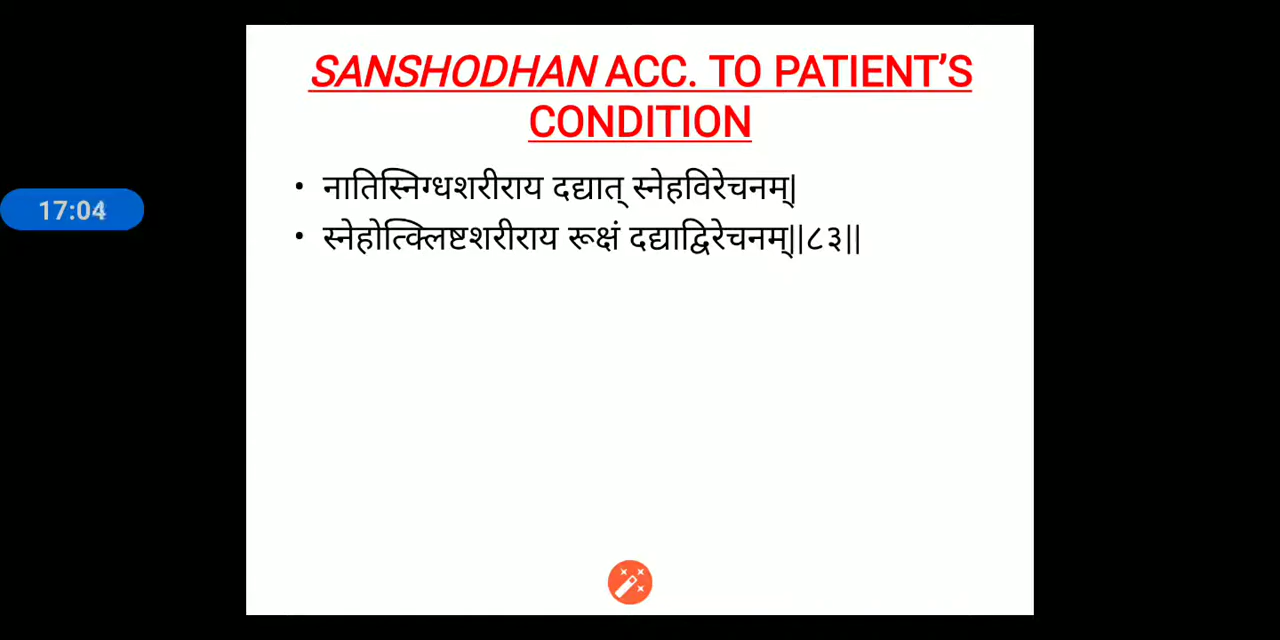 SANSHODHAN ACC. TO PATIENT’S
CONDITION
• नातिस्निग्धशरीराय दद्यात् स्नेहविरेचनम्|
17:04
• स्नेहोत्क्लिष्टशरीराय रूक्षं दद्याद्विरेचनम्||८३||